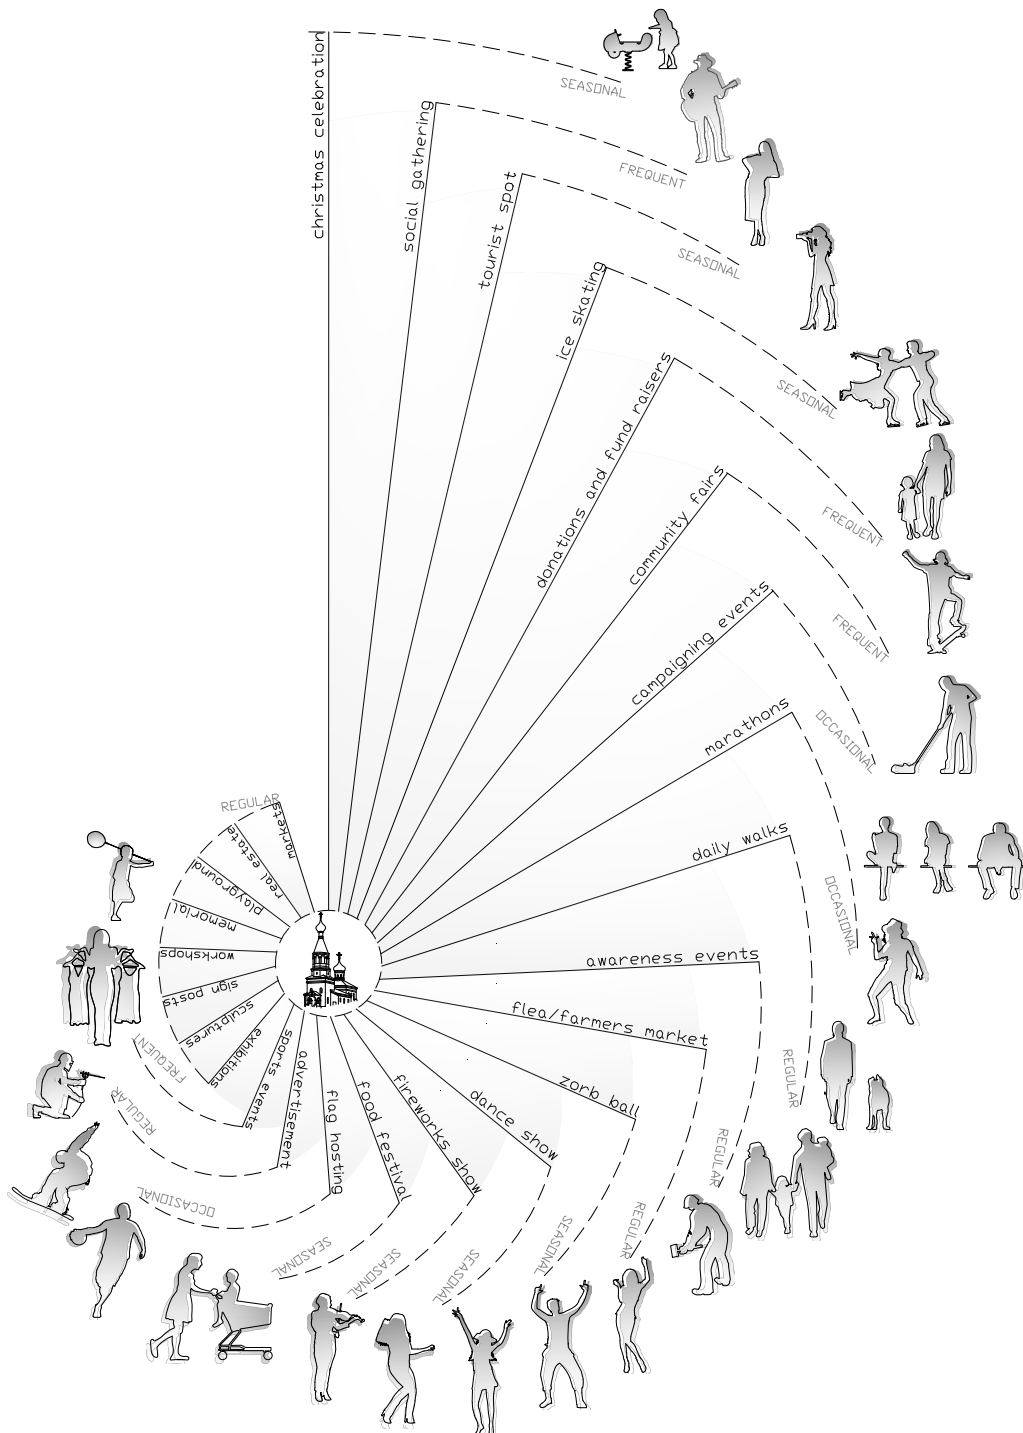 christmas celebration
SEASONAL
social gathering
FREQUENT
tourist spot
SEASONAL
ice skating
SEASONAL
donations and fund raisers
FREQUENT
community fairs
FREQUENT
campaigning events
OCCASIONAL
marathons
OCCASIONAL
daily walks
REGULAR
awareness events
REGULAR
flea/farmers market
REGULAR
zorb ball
SEASONAL
dance show
SEASONAL
fireworks show
SEASONAL
food festival
SEASONAL
flag hosting
OCCASIONAL
advertisement
REGULAR
sports events
FREQUENT
exhibitions
sculptures
sign posts
workshops
memorial
playground
real estate
markets
REGULAR